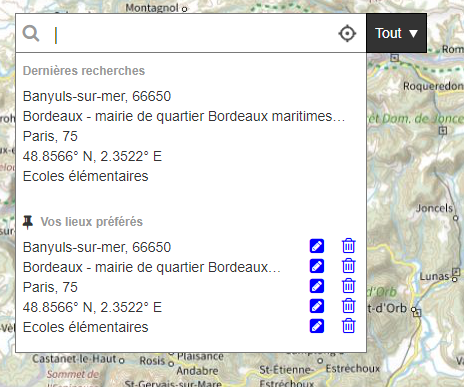 Montagnol
Tout ▼
Dernières recherches
Banyuls-sur-mer, 66650
Bordeaux - mairie de quartier Bordeaux maritimes…
Paris, 75
48.8566° N, 2.3522° E
Ecoles élémentaires
Roqueredon
Dom. de Joncels
Joncels
Vos lieux préférés
Banyuls-sur-mer, 66650
Bordeaux - mairie de quartier Bordeaux…
Paris, 75
48.8566° N, 2.3522° E
Ecoles élémentaires
Lunas
-d'Orb
Castanet-le-Haut
Rosis
Plaisance
Andabre
St-Étienne-
Estréchoux
Estréchoux
Sommet de
St-Gervais-sur-Mare